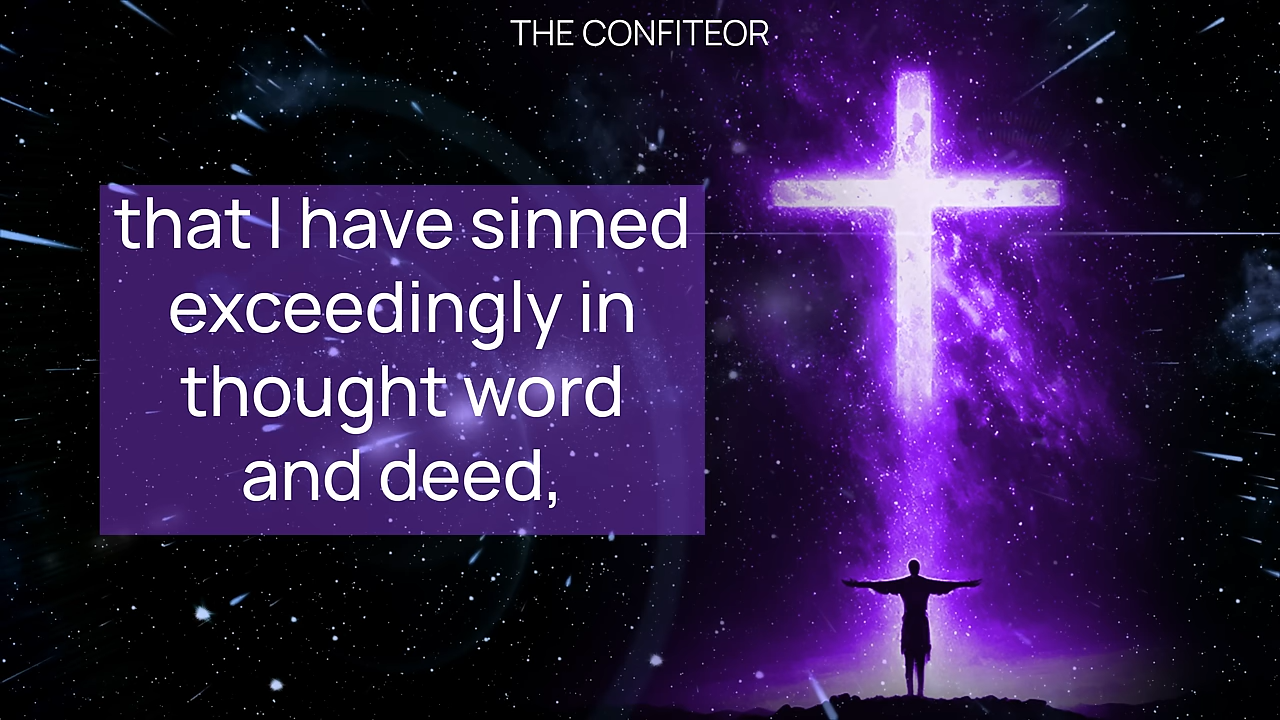 THE CONFITEOR
that I have sinned
exceedingly in
thought word
and deed,